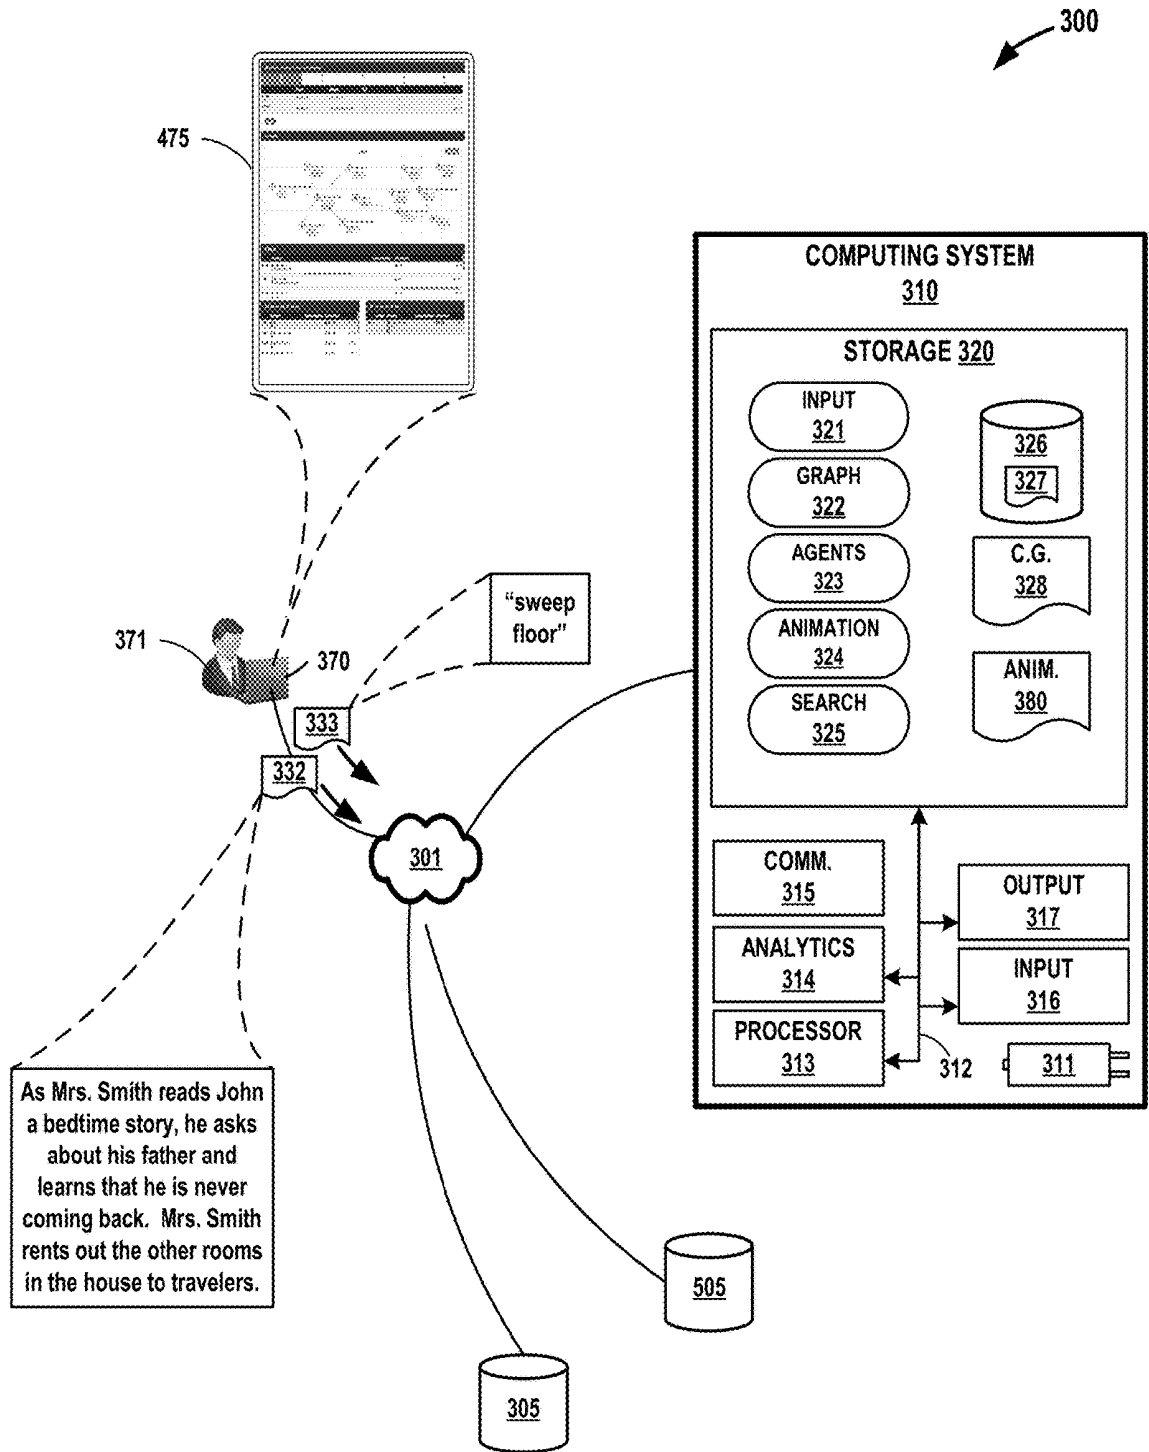 300
475
COMPUTING SYSTEM
310
STORAGE 320
INPUT
321
GRAPH
322
AGENTS
323
ANIMATION
324
SEARCH
325
326
327
C.G.
328
ANIM.
380
"sweep
floor"
371
370
333
332
301
COMM.
315
ANALYTICS
314
PROCESSOR
313
OUTPUT
317
INPUT
316
312
311
As Mrs. Smith reads John
a bedtime story, he asks
about his father and
learns that he is never
coming back.  Mrs. Smith
rents out the other rooms
in the house to travelers.
505
305